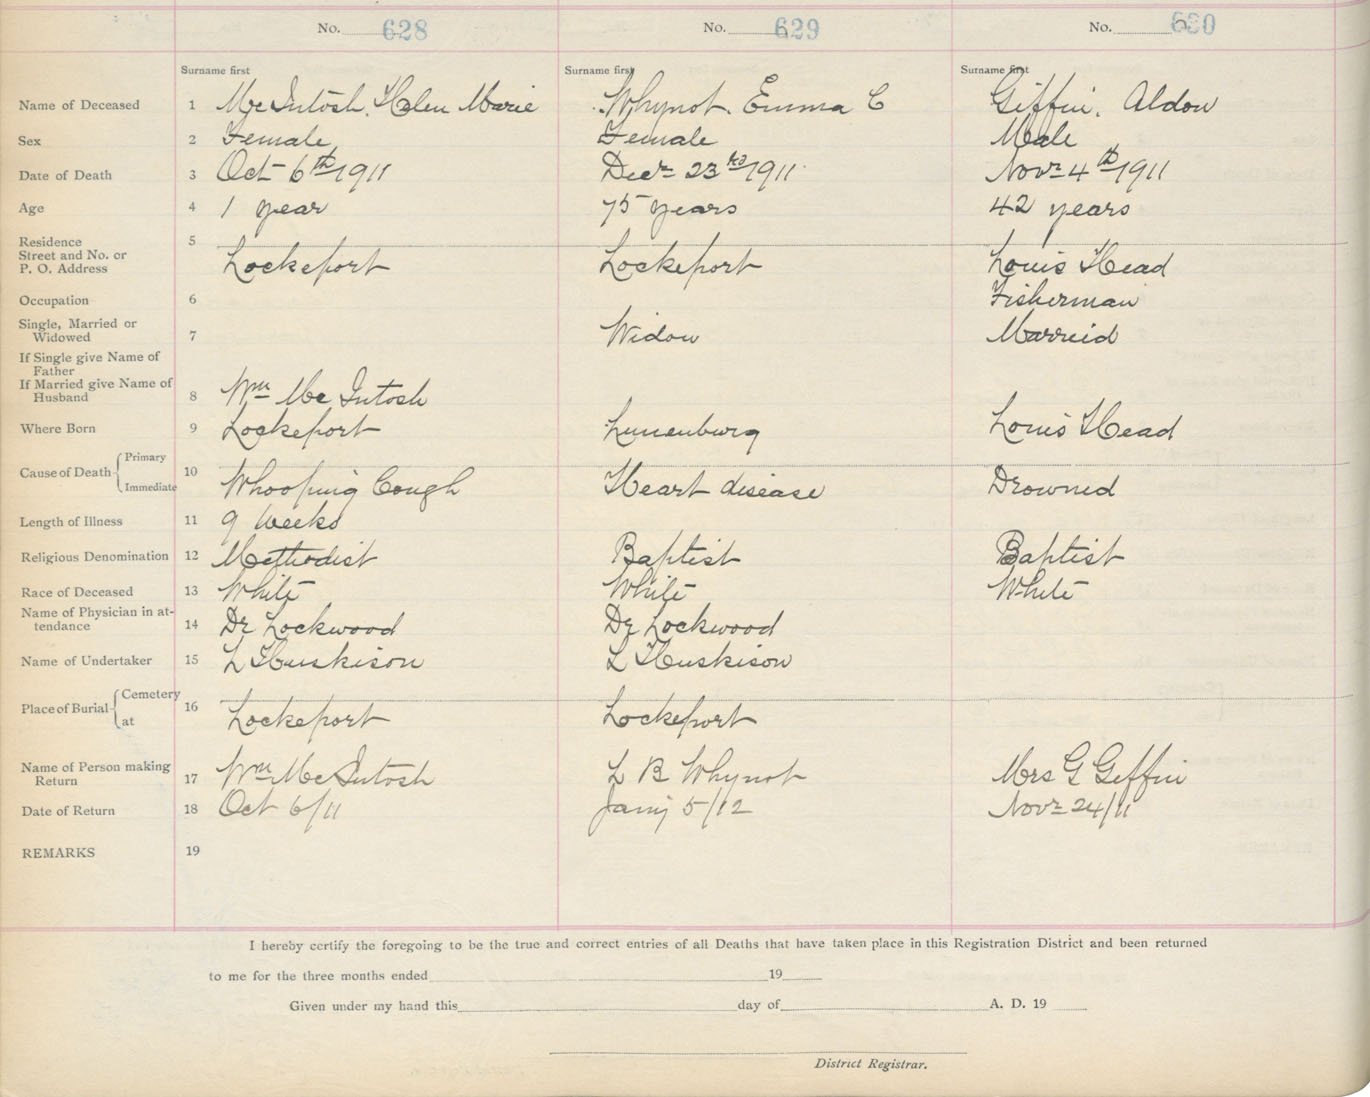 No. 628 No. 629 No. 630
Surname first Surname first Surname first
Name of Deceased 1 McIntosh. Helen Marie Whynot. Emma C Giffin. Aldon
Sex 2 Female Female Male
Date of Death 3 Oct 6th 1911 Decr 23rd 1911 Novr 4th 1911
Age 4 1 year 75 years 42 years
Residence 5
Street and No. or
P. O. Address Lockeport Lockeport Louis Head
Occupation 6 Fisherman
Single, Married or
Widowed 7 Widow Marreid
If Single give Name of
Father
If Married give Name of
Husband 8 Wm McIntosh
Where Born 9 Lockeport Lunenburg Louis Head
Primary
Cause of Death 10
Immediate Whooping Cough Heart disease Drowned
Length of Illness 11 9 weeks
Religious Denomination 12 Methodist Baptist Baptist
Race of Deceased 13 White White White
Name of Physician in at-
tendance 14 Dr Lockwood Dr Lockwood
Name of Undertaker 15 L Huskison L Huskison
Cemetery
Place of Burial 16
at Lockeport Lockeport
Name of Person making
Return 17 Wm McIntosh L B Whynot Mrs G Giffin
Date of Return 18 Oct 6/11 Jany 5/12 Novr 24/11
REMARKS 19
I hereby certify the foregoing to be the true and correct entries of all Deaths that have taken place in this Registration District and been returned
to me for the three months ended 19
Given under my hand this day of A. D. 19
District Registrar.